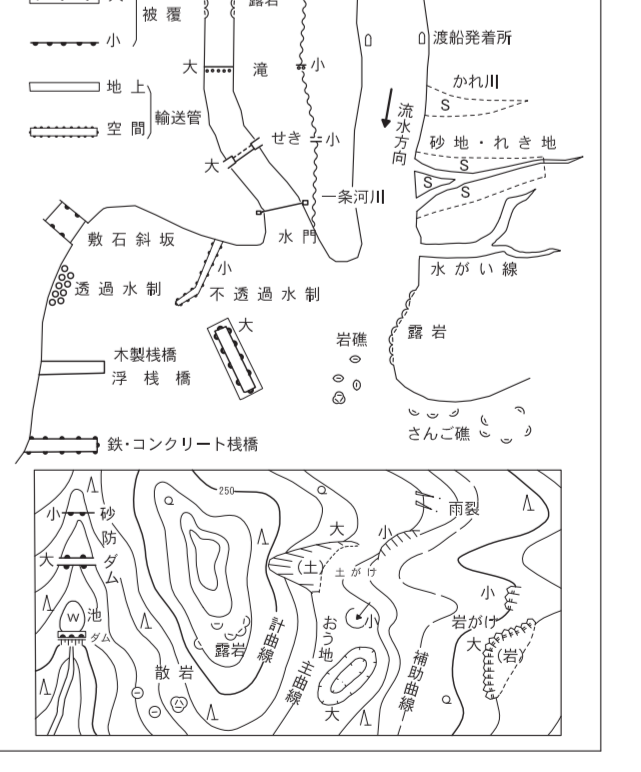 被覆
小
地上
空間
輸送管
露岩
大
滝
小
せき
小
大
一条河川
水門
流水方向
渡船発着所
かれ川
S
砂地・れき地
S
S
S
水がい線
露岩
さんご礁
岩礁
敷石斜坂
小
透過水制
不透過水制
大
木製桟橋
浮桟橋
鉄・コンクリート桟橋
250
小
砂防ダム
大
W
池
ダム
露岩
散岩
計曲線
主曲線
大
(土)
土がけ
小
雨裂
おう地
小
大
補助曲線
小
岩がけ
大
(岩)